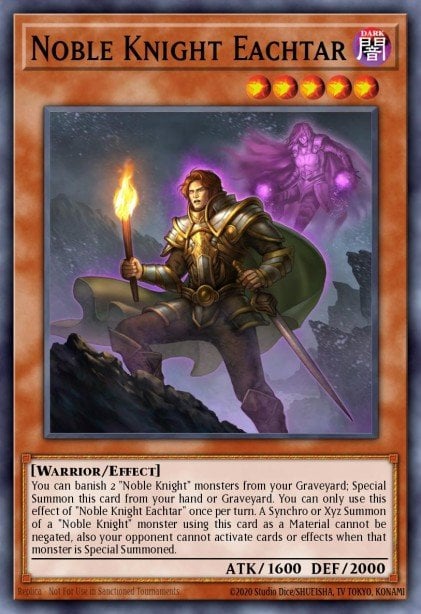 NOBLE KNIGHT EACHTAR
DARK
闇
[WARRIOR/EFFECT]
You can banish 2 "Noble Knight" monsters from your Graveyard; Special
Summon this card from your hand or Graveyard. You can only use this
effect of "Noble Knight Eachtar" once per turn. A Synchro or Xyz Summon
of a "Noble Knight" monster using this card as a Material cannot be
negated, also your opponent cannot activate cards or effects when that
monster is Special Summoned.
ATK/1600 DEF/2000
Replica - Not For Use in Sanctioned Tournaments
©2020 Studio Dice/SHUEISHA, TV TOKYO, KONAMI